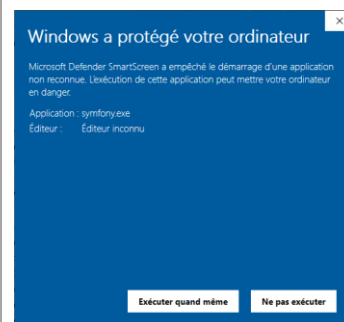 Windows a protégé votre ordinateur
Microsoft Defender SmartScreen a empêché le démarrage d'une application
non reconnue. L'exécution de cette application peut mettre votre ordinateur
en danger.
Application : symfony.exe
Éditeur : Éditeur inconnu
Exécuter quand même
Ne pas exécuter